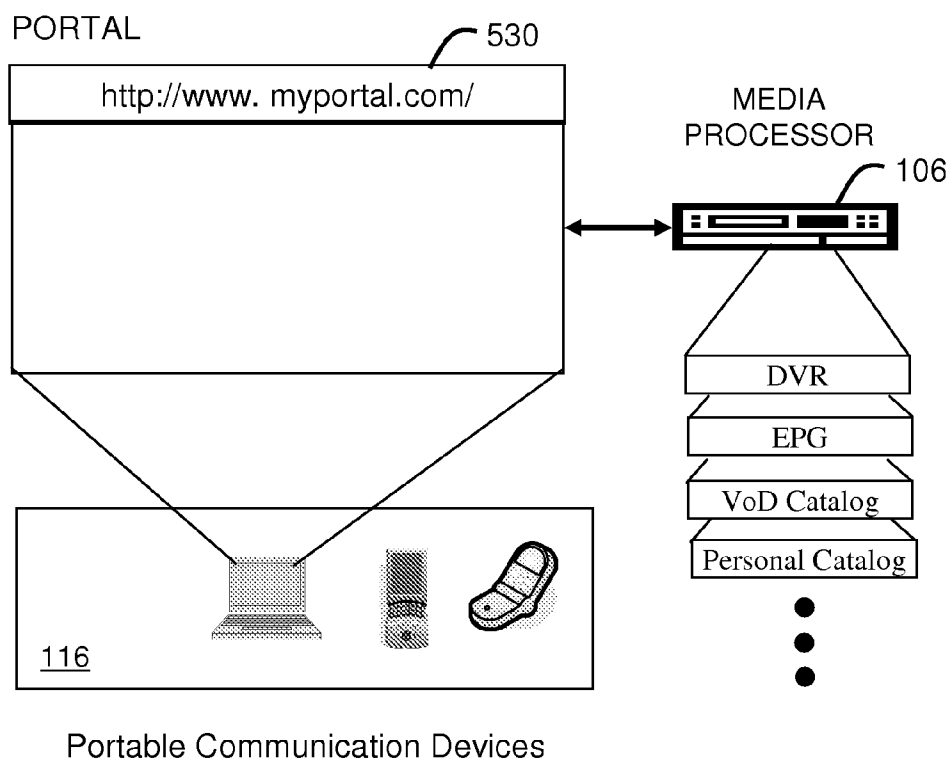 PORTAL
530
http://www. myportal.com/
MEDIA
PROCESSOR
106
DVR
EPG
VoD Catalog
Personal Catalog
116
Portable Communication Devices